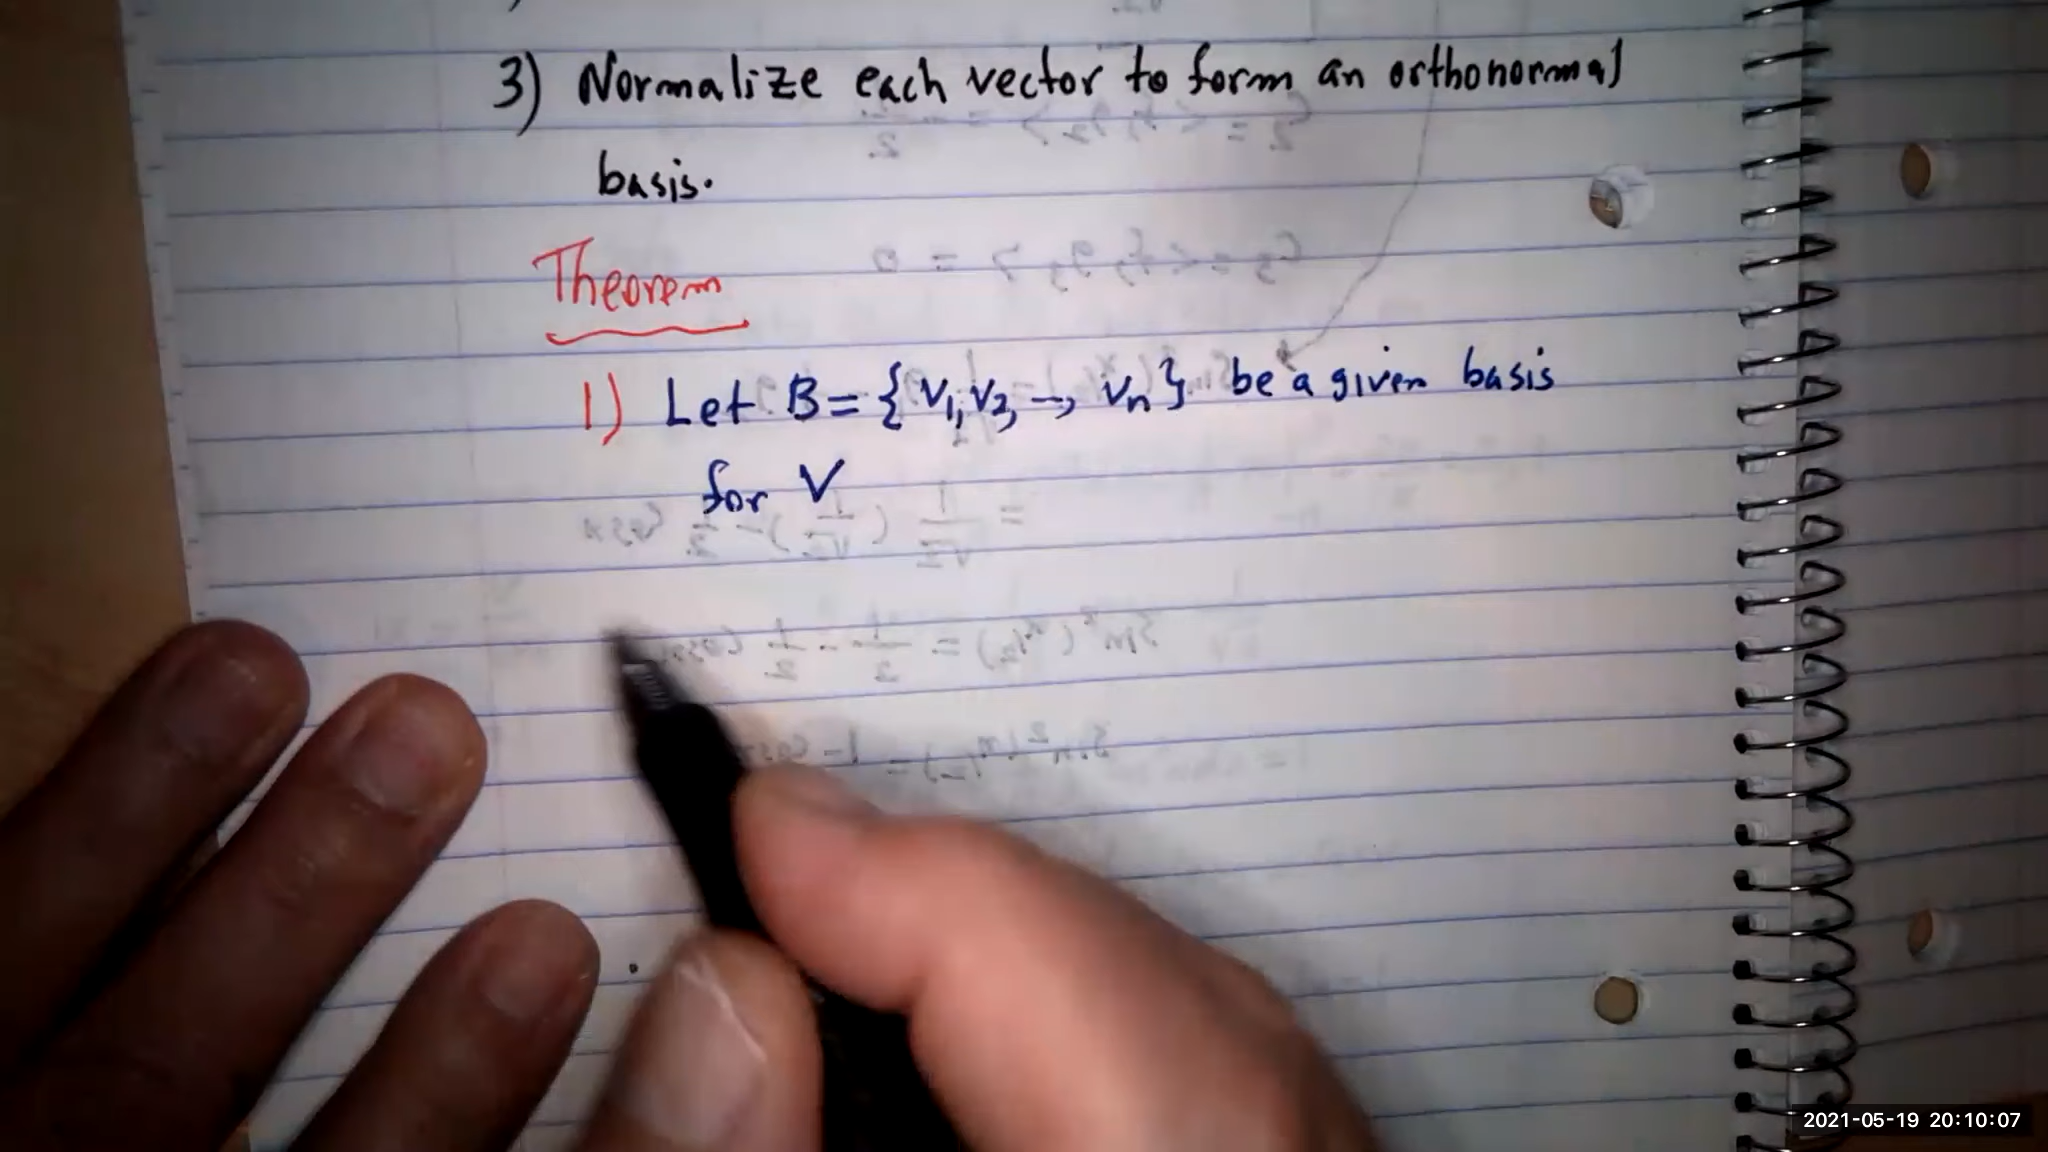 3) Normalize each vector to form an orthonormal
basis.
Theorem
1) Let B = {v1, v2, –, vn} be a given basis
for V
2021-05-19 20:10:07